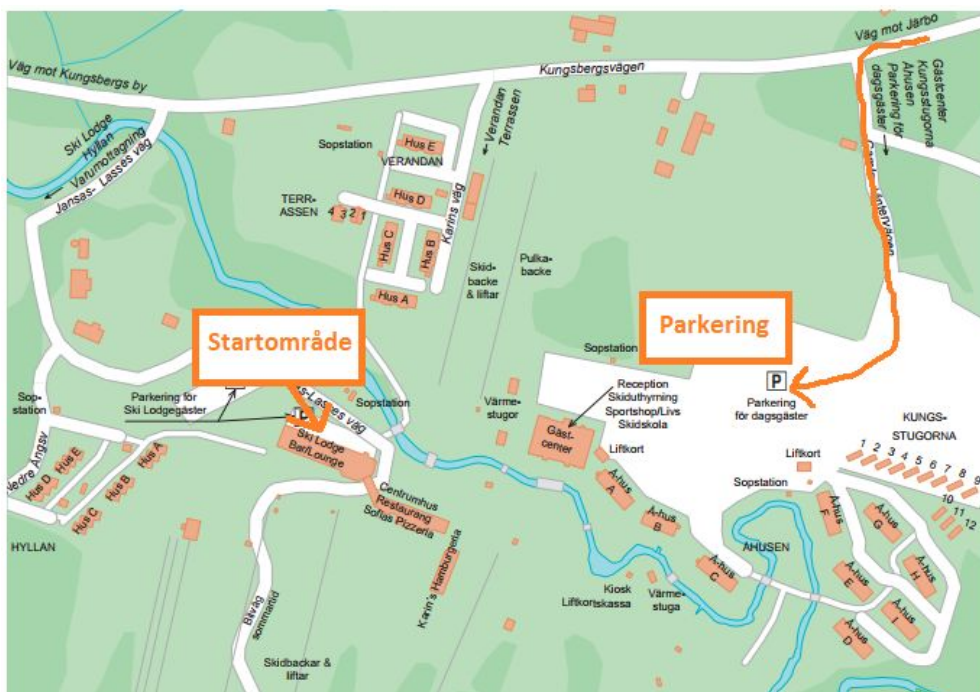 Väg mot Järbo
Väg mot Kungsbergs by
Kungsbergsvägen
Gästcenter
Kungsstugorna
Åhusen
Parkering för
dagsgäster
Ski Lodge
Hyllan
Varumottagning
Jansas- Lasses väg
Sopstation
Hus E
VERANDAN
Verandan
Terrassen
TERR-
ASSEN
4 3 2 1
Hus D
Hus C
Hus B
Karins väg
Hus A
Skid-
backe
& liftar
Pulka-
backe
Startområde
Parkering
Sopstation
P
Parkering
för dagsgäster
Reception
Skiduthyrning
Sportshop/Livs
Skidskola
Gäst-
center
Liftkort
Värme-
stugor
Sop-
station
Parkering för
Ski Lodgegäster
Sopstation
Ski Lodge
Bar/Lounge
Centrumhus
Restaurang
Sofias Pizzeria
Karin's Hamburgeria
Hus E
Hus D
Hus A
Hus B
Hus C
HYLLAN
Bilväg
sommartid
Skidbackar &
liftar
KUNGS-
STUGORNA
1 2 3 4 5 6 7 8 9
10
11
12
Liftkort
Sopstation
Å-hus
A
Å-hus
B
Å-hus
C
ÅHUSEN
Å-hus
F
Å-hus
G
Å-hus
H
Å-hus
E
Å-hus
I
Å-hus
D
Kiosk
Liftkortskassa
Värme-
stuga